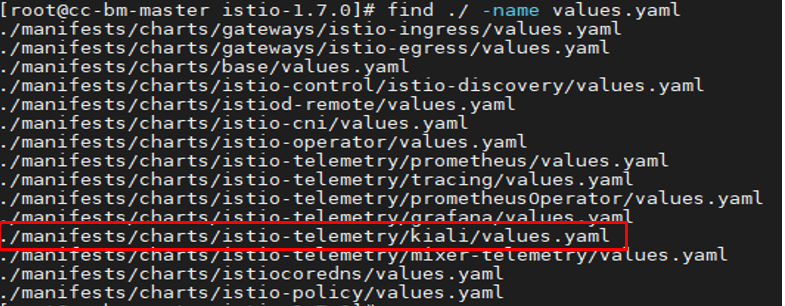 [root@cc-bm-master istio-1.7.0]# find ./ -name values.yaml
./manifests/charts/gateways/istio-ingress/values.yaml
./manifests/charts/gateways/istio-egress/values.yaml
./manifests/charts/base/values.yaml
./manifests/charts/istio-control/istio-discovery/values.yaml
./manifests/charts/istiod-remote/values.yaml
./manifests/charts/istio-cni/values.yaml
./manifests/charts/istio-operator/values.yaml
./manifests/charts/istio-telemetry/prometheus/values.yaml
./manifests/charts/istio-telemetry/tracing/values.yaml
./manifests/charts/istio-telemetry/prometheusOperator/values.yaml
./manifests/charts/istio-telemetry/grafana/values.yaml
./manifests/charts/istio-telemetry/kiali/values.yaml
./manifests/charts/istio-telemetry/mixer-telemetry/values.yaml
./manifests/charts/istiocoredns/values.yaml
./manifests/charts/istio-policy/values.yaml